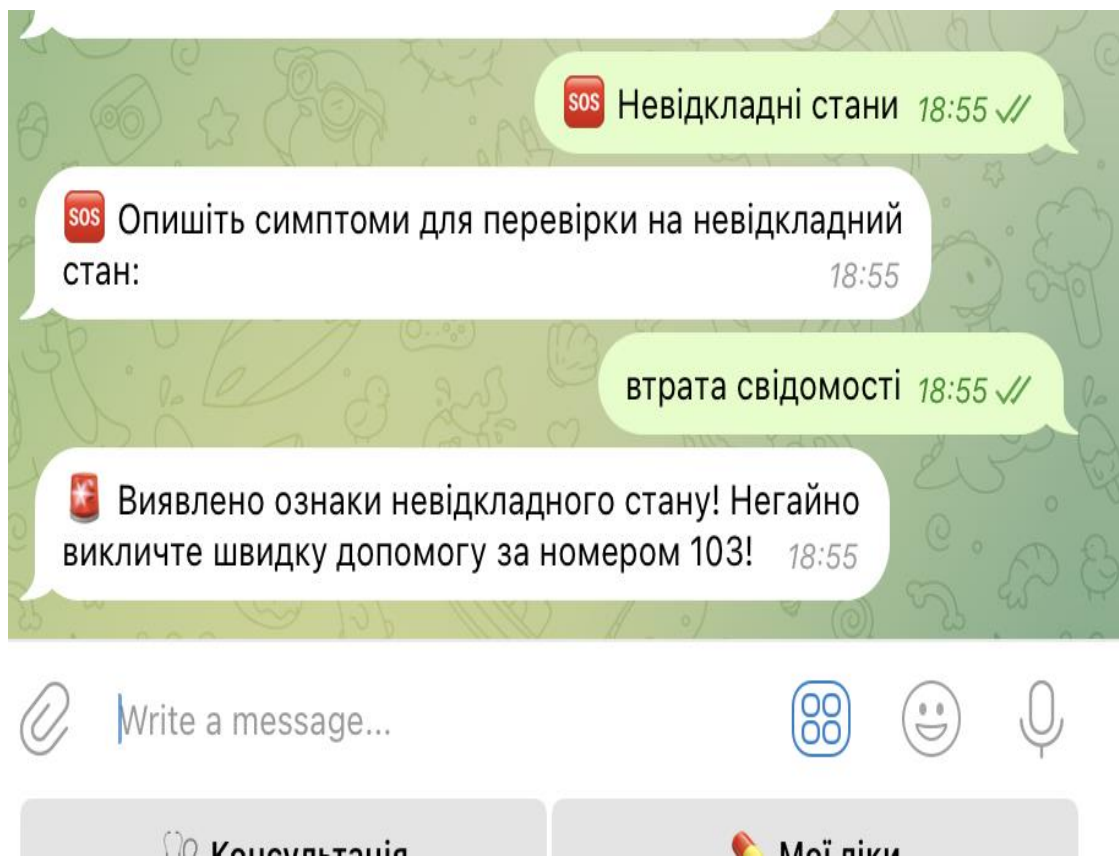 🆘 Невідкладні стани 18:55
🆘 Опишіть симптоми для перевірки на невідкладний
стан: 18:55
втрата свідомості 18:55
🚨 Виявлено ознаки невідкладного стану! Негайно
викличте швидку допомогу за номером 103! 18:55
Write a message...
🩺 Консультація 💊 Мої ліки